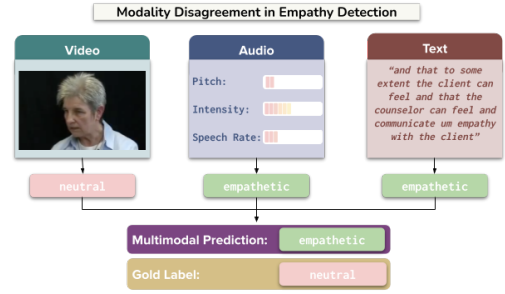 Modality Disagreement in Empathy Detection
Video
Audio
Text
Pitch:
Intensity:
Speech Rate:
“and that to some
extent the client can
feel and that the
counselor can feel and
communicate um empathy
with the client”
neutral
empathetic
empathetic
Multimodal Prediction: empathetic
Gold Label: neutral